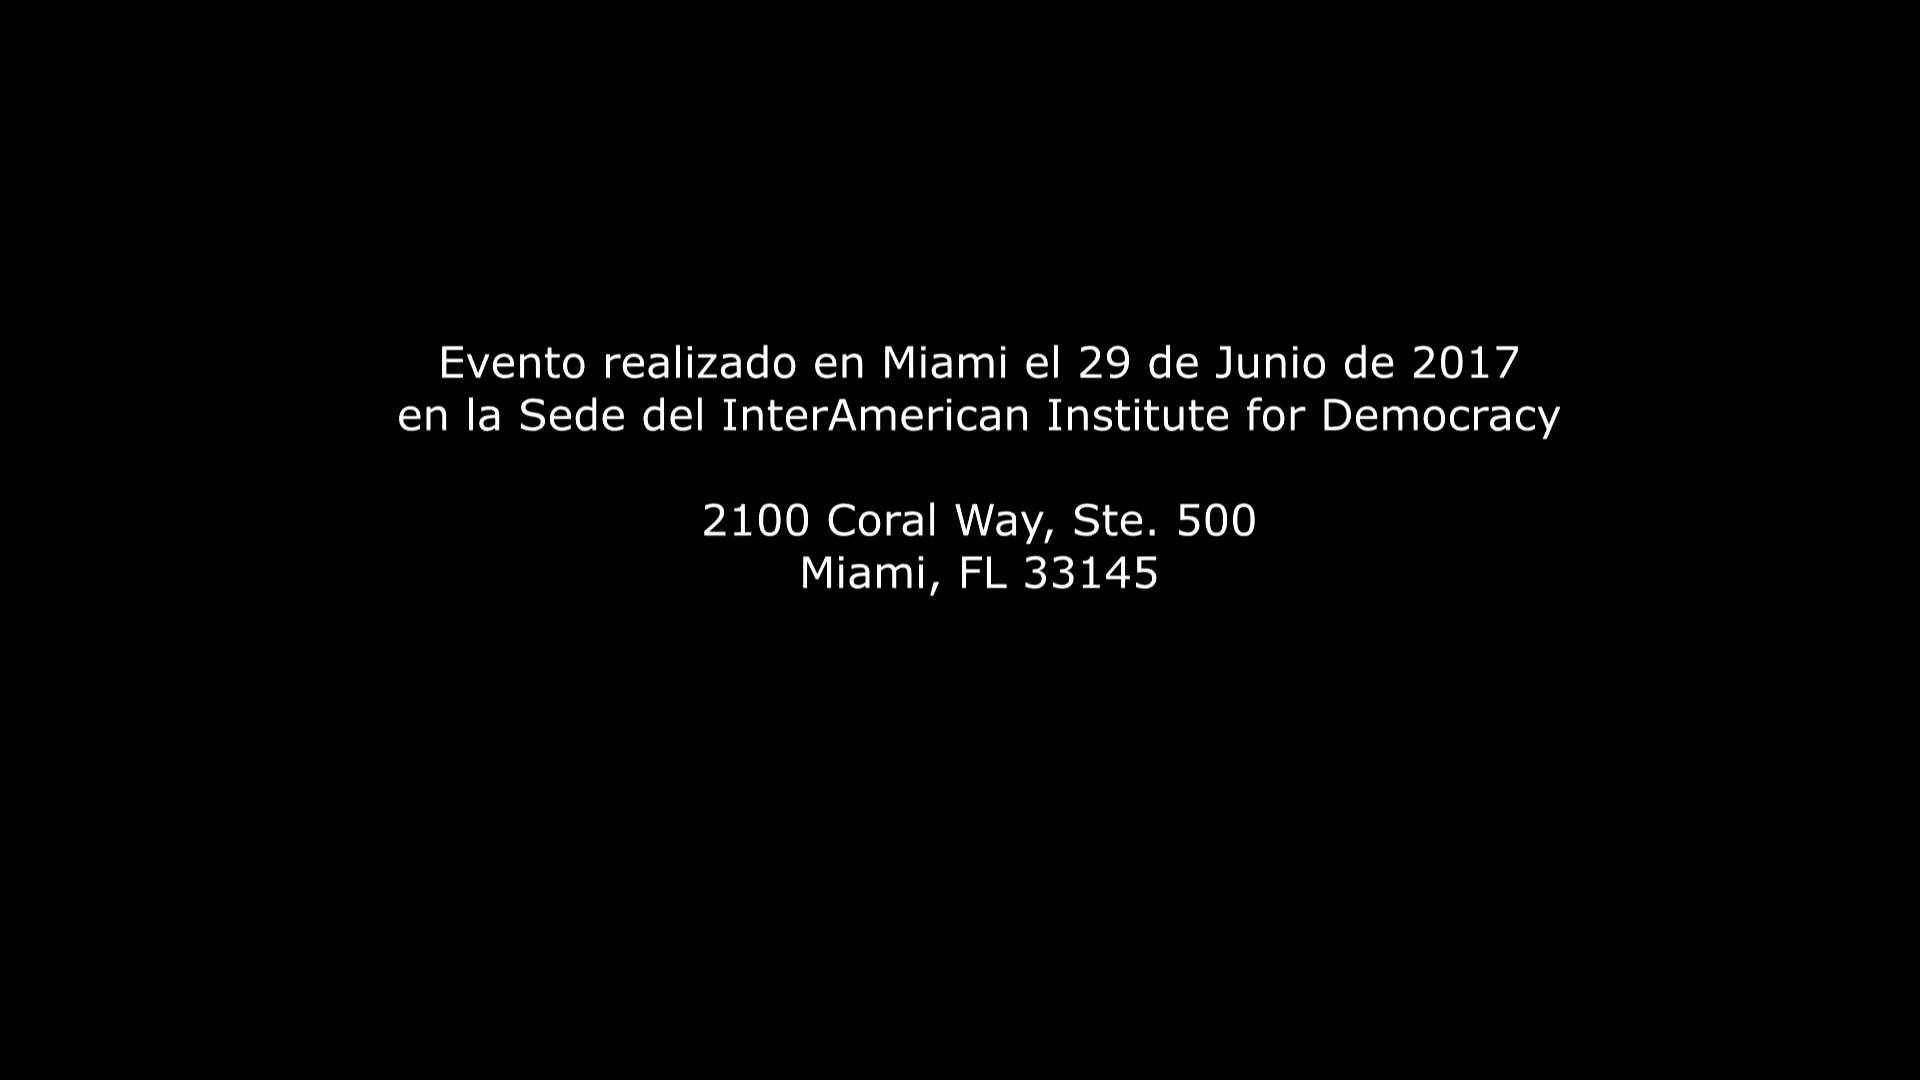 Evento realizado en Miami el 29 de Junio de 2017
en la Sede del InterAmerican Institute for Democracy
2100 Coral Way, Ste. 500
Miami, FL 33145